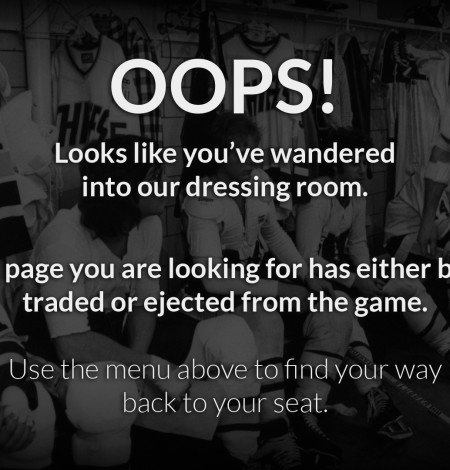 OOPS!
Looks like you’ve wandered
into our dressing room.
page you are looking for has either b
traded or ejected from the game.
Use the menu above to find your way
back to your seat.
CHIEFS